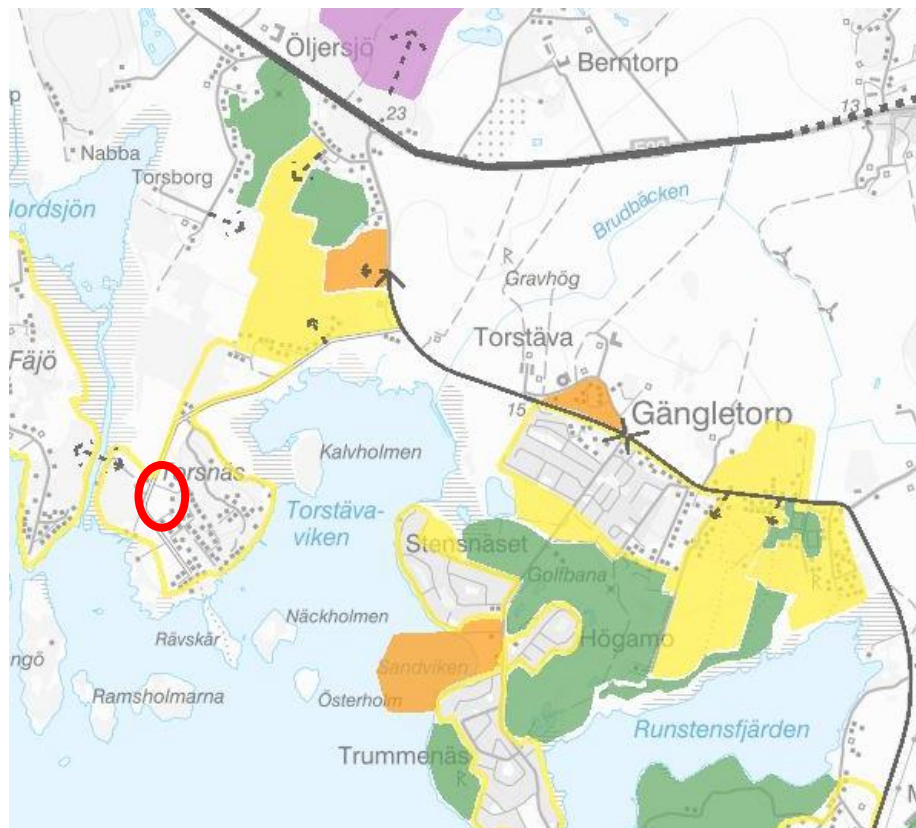 Öljersjö
Berntorp
23
13
Nabba
Torsborg
Brudbäcken
Gravhög
R
Torstäva
Fäjö
15
Gängletorp
Kalvholmen
Torsnäs
Torstäva-
viken
Stensnäset
Golfbana
Näckholmen
Högamo
Rävskär
Sandviken
Ramsholmarna
Österholm
Runstensfjärden
Trummenäs
R
R